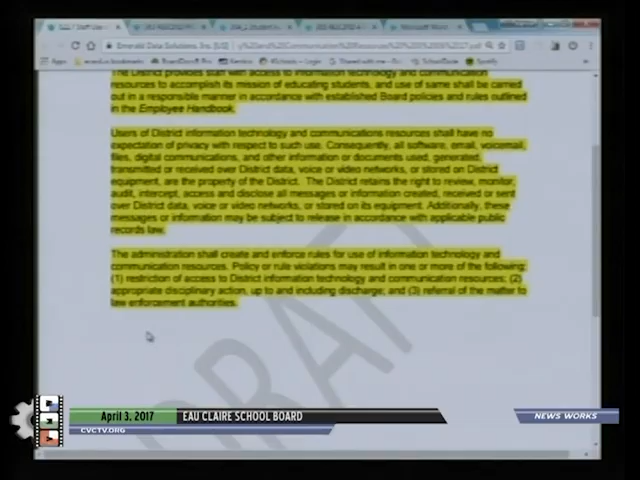 Emerald Data Solutions, Inc. [US]
Apps
The District provides staff with access to information technology and communication
resources to accomplish its mission of educating students, and use of same shall be carried
out in a responsible manner in accordance with established Board policies and rules outlined
in the Employee Handbook.
Users of District information technology and communications resources shall have no
expectation of privacy with respect to such use. Consequently, all software, email, voicemail,
files, digital communications, and other information or documents used, generated,
transmitted or received over District data, voice or video networks, or stored on District
equipment, are the property of the District. The District retains the right to review, monitor,
audit, intercept, access and disclose all messages or information created, received or sent
over District data, voice or video networks, or stored on its equipment. Additionally, these
messages or information may be subject to release in accordance with applicable public
records law.
The administration shall create and enforce rules for use of information technology and
communication resources. Policy or rule violations may result in one or more of the following:
(1) restriction of access to District information technology and communication resources; (2)
appropriate disciplinary action, up to and including discharge; and (3) referral of the matter to
law enforcement authorities.
DRAFT
April 3, 2017 EAU CLAIRE SCHOOL BOARD NEWS WORKS
CVCTV.ORG